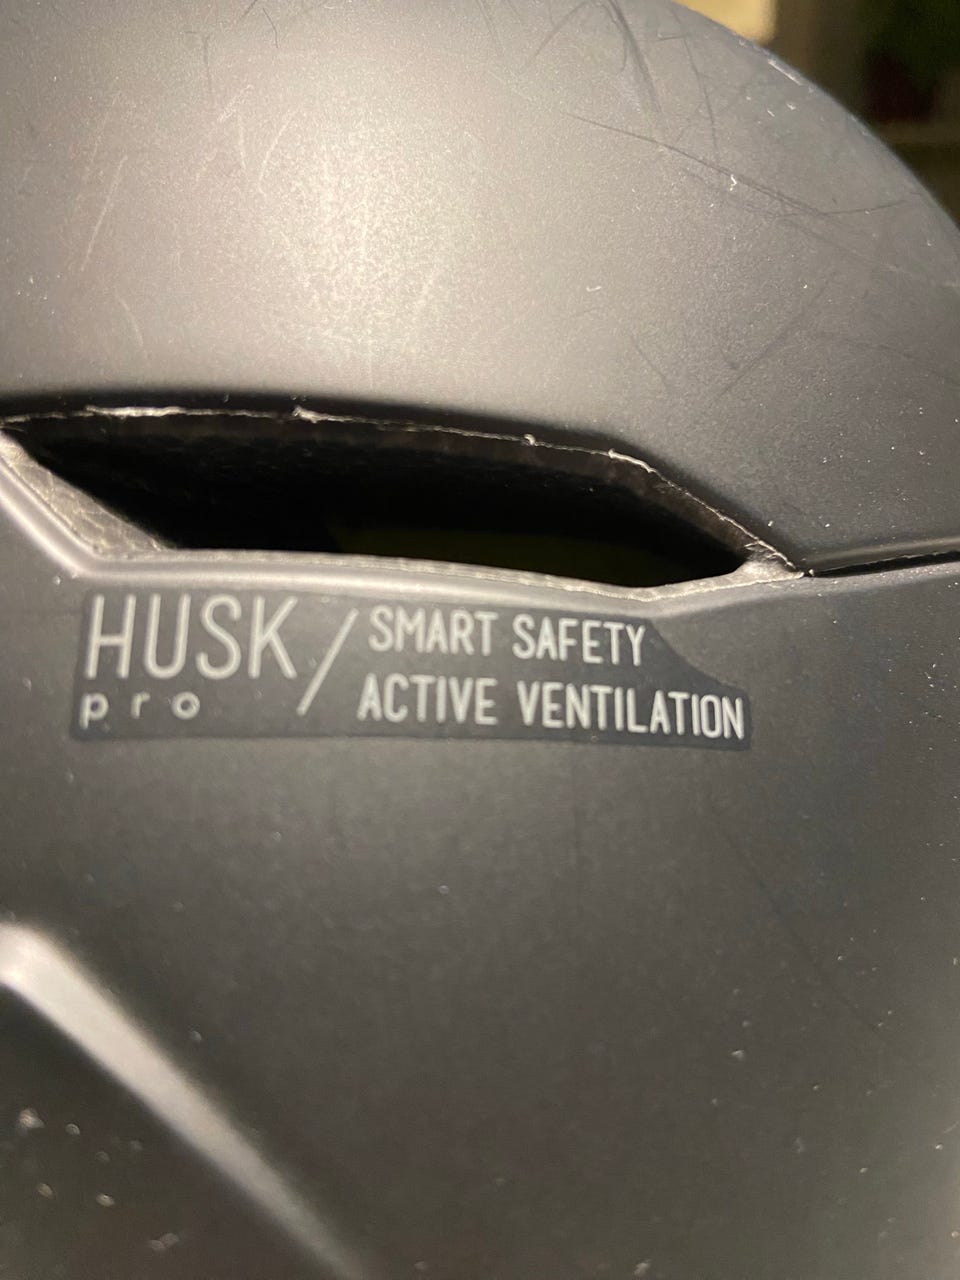 HUSK / SMART SAFETY
pro ACTIVE VENTILATION